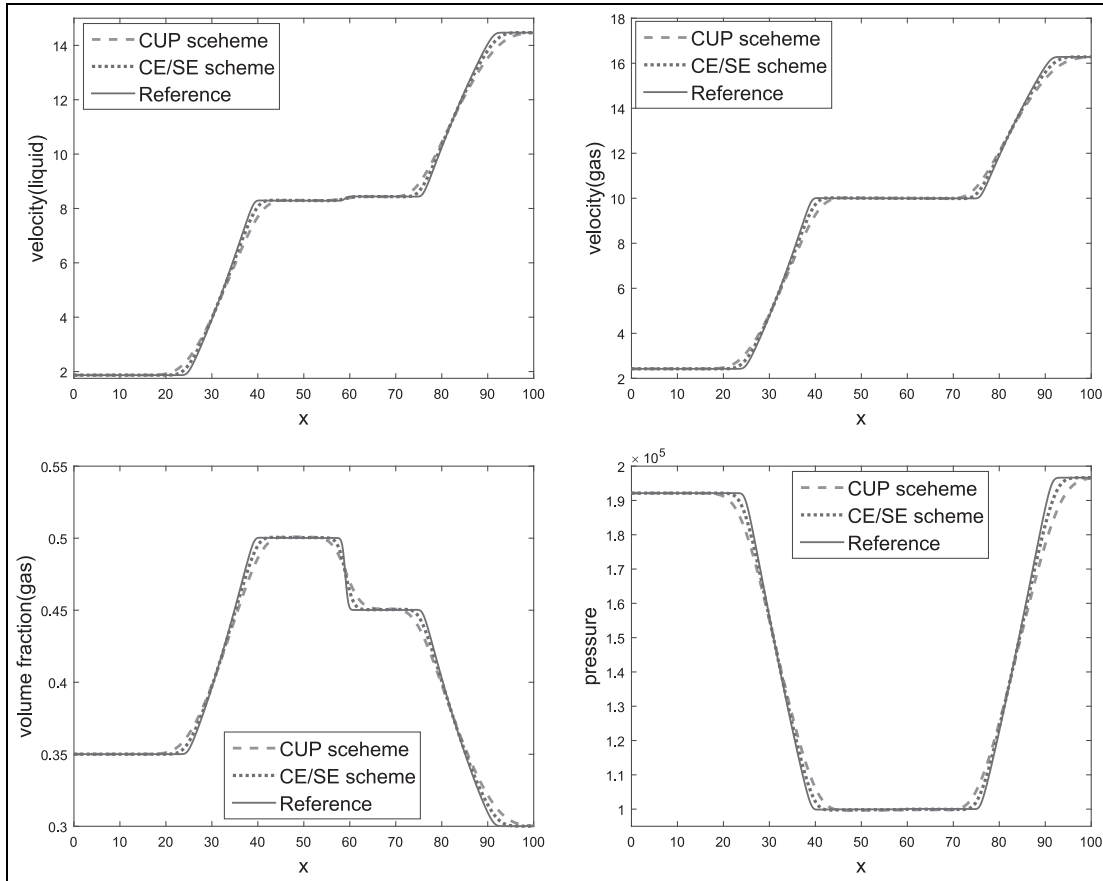 CUP sceheme
CE/SE scheme
Reference
velocity(liquid)
14
12
10
8
6
4
2
0 10 20 30 40 50 60 70 80 90 100
x
CUP sceheme
CE/SE scheme
Reference
velocity(gas)
18
16
14
12
10
8
6
4
2
0 10 20 30 40 50 60 70 80 90 100
x
volume fraction(gas)
0.55
0.5
0.45
0.4
0.35
0.3
CUP sceheme
CE/SE scheme
Reference
0 10 20 30 40 50 60 70 80 90 100
x
× 10⁵
CUP sceheme
CE/SE scheme
Reference
pressure
2
1.9
1.8
1.7
1.6
1.5
1.4
1.3
1.2
1.1
1
0 10 20 30 40 50 60 70 80 90 100
x